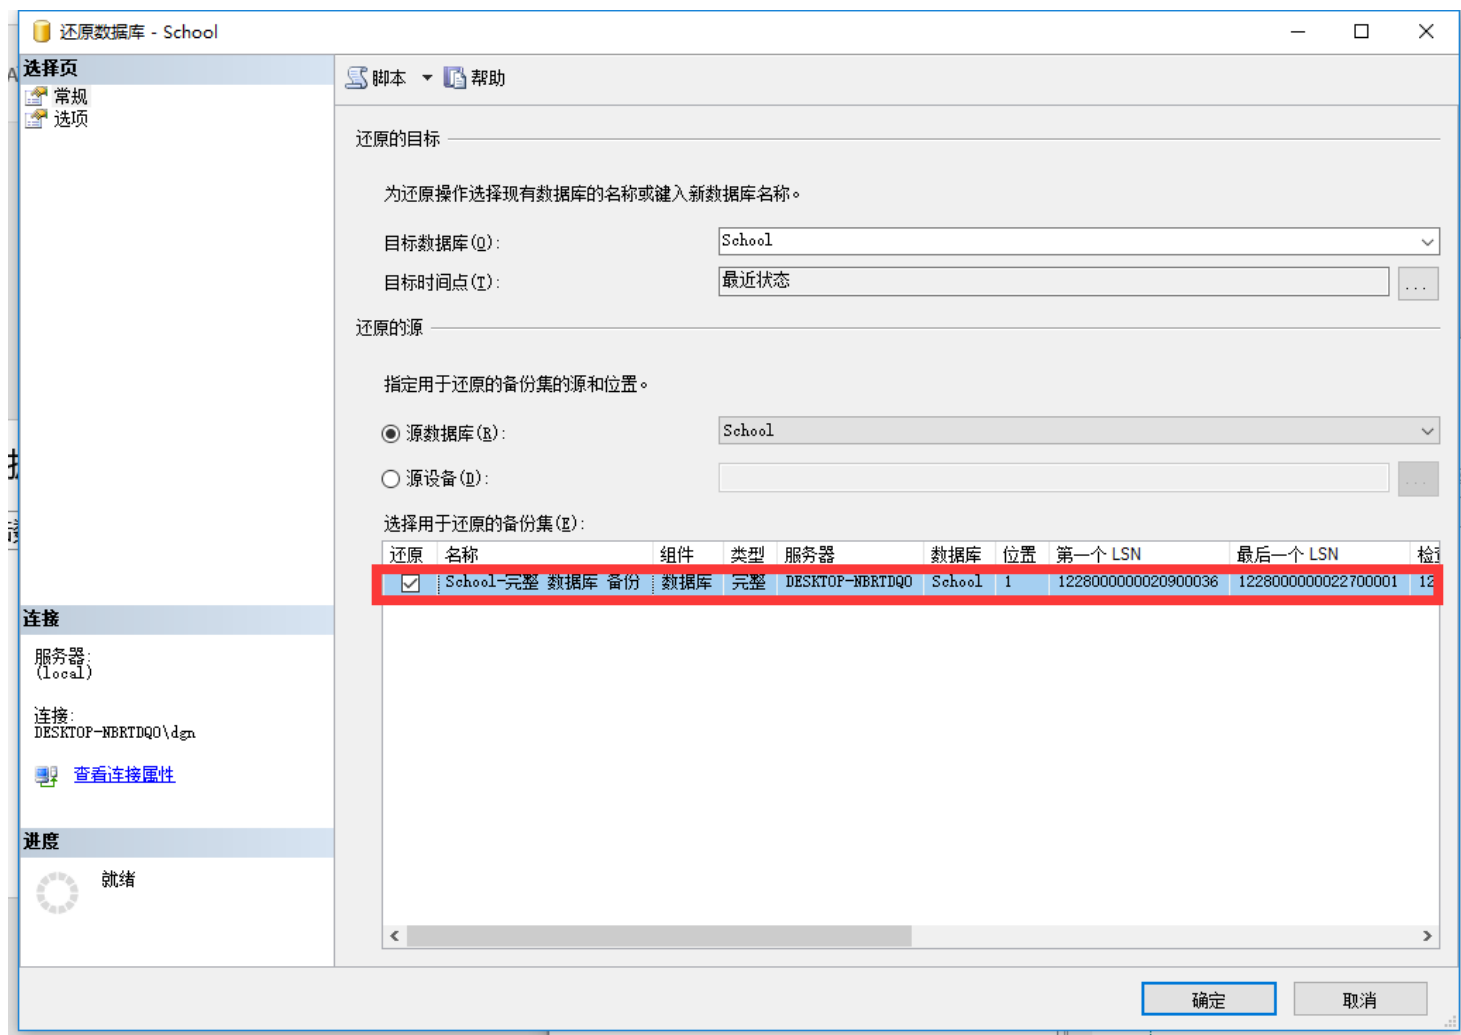 还原数据库 - School
选择页
常规
选项
脚本 帮助
还原的目标
为还原操作选择现有数据库的名称或键入新数据库名称。
目标数据库(O): School
目标时间点(T): 最近状态 ...
还原的源
指定用于还原的备份集的源和位置。
源数据库(R): School
源设备(D): ...
选择用于还原的备份集(E):
还原 名称 组件 类型 服务器 数据库 位置 第一个 LSN 最后一个 LSN
School-完整 数据库 备份 数据库 完整 DESKTOP-NBRTDQO School 1 1228000000020900036 1228000000022700001 12
连接
服务器:
(local)
连接:
DESKTOP-NBRTDQO\dgn
查看连接属性
进度
就绪
确定 取消